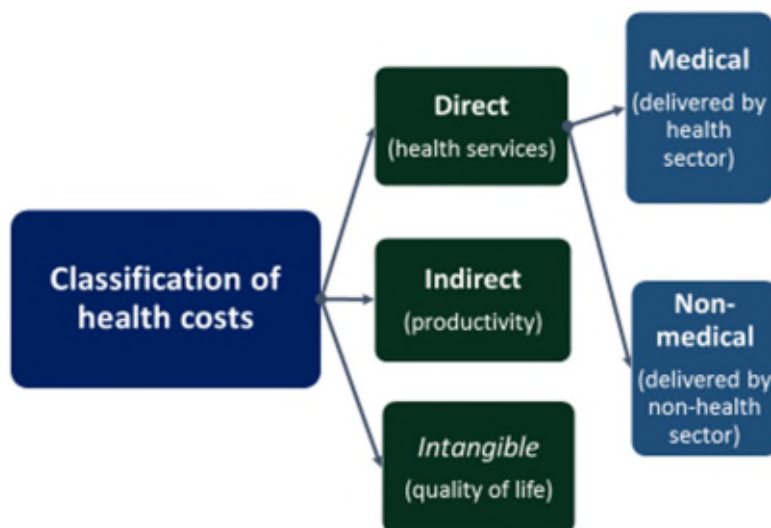 Classification of
health costs
Direct
(health services)
Indirect
(productivity)
Intangible
(quality of life)
Medical
(delivered by
health
sector)
Non-
medical
(delivered by
non-health
sector)